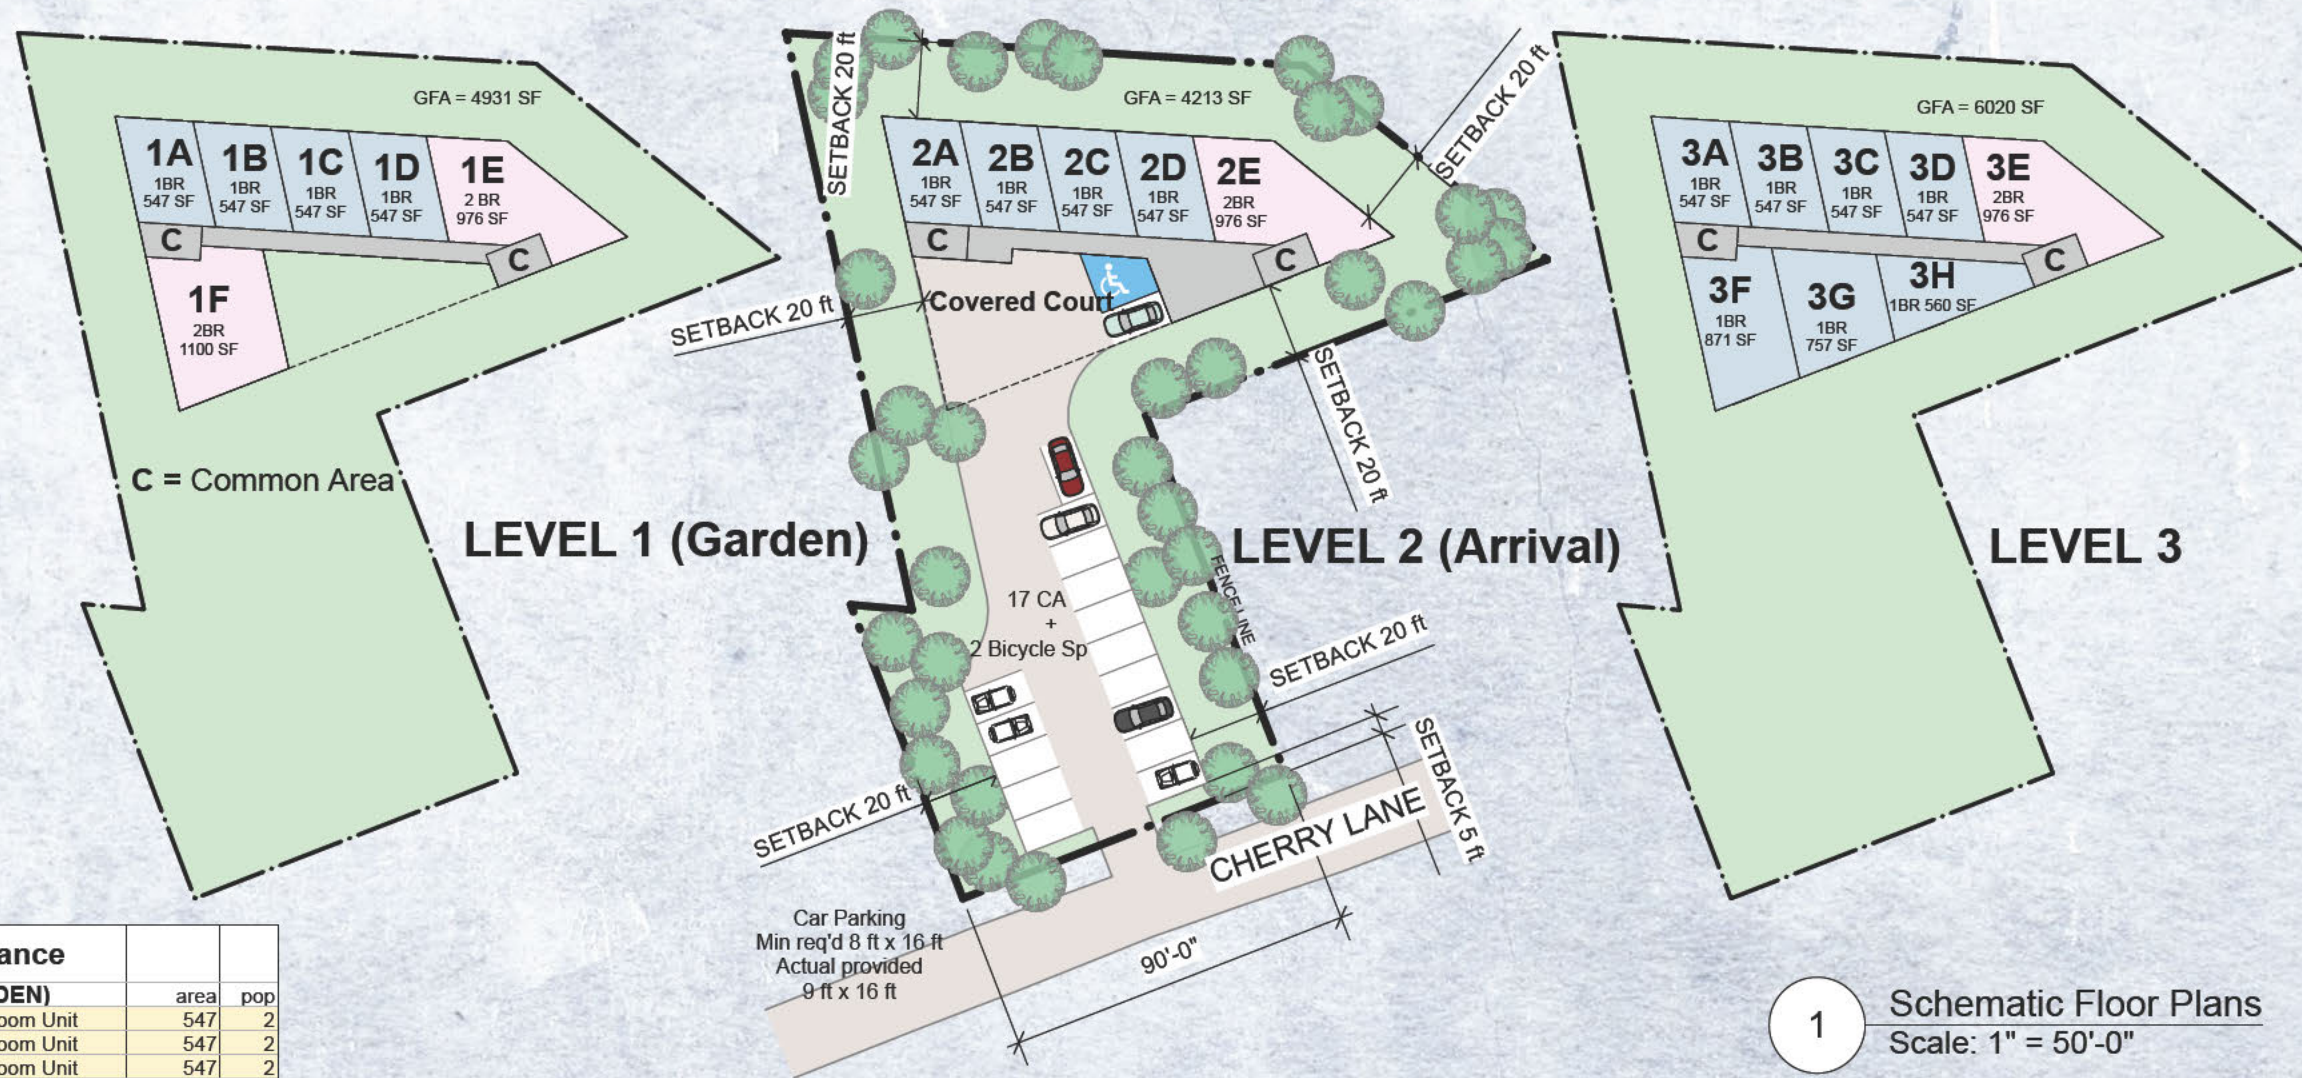 GFA = 4931 SF
1A
1BR
547 SF
1B
1BR
547 SF
1C
1BR
547 SF
1D
1BR
547 SF
1E
2 BR
976 SF
C
C
1F
2BR
1100 SF
C = Common Area
LEVEL 1 (Garden)
SETBACK 20 ft
GFA = 4213 SF
SETBACK 20 ft
2A
1BR
547 SF
2B
1BR
547 SF
2C
1BR
547 SF
2D
1BR
547 SF
2E
2BR
976 SF
C
C
Covered Court
SETBACK 20 ft
SETBACK 20 ft
LEVEL 2 (Arrival)
FENCE LINE
17 CA
+
2 Bicycle Sp
SETBACK 20 ft
SETBACK 20 ft
SETBACK 5 ft
CHERRY LANE
90'-0"
Car Parking
Min req'd 8 ft x 16 ft
Actual provided
9 ft x 16 ft
GFA = 6020 SF
3A
1BR
547 SF
3B
1BR
547 SF
3C
1BR
547 SF
3D
1BR
547 SF
3E
2BR
976 SF
C
C
3F
1BR
871 SF
3G
1BR
757 SF
3H
1BR 560 SF
LEVEL 3
ance
DEN) area pop
oom Unit 547 2
oom Unit 547 2
oom Unit 547 2
1
Schematic Floor Plans
Scale: 1" = 50'-0"